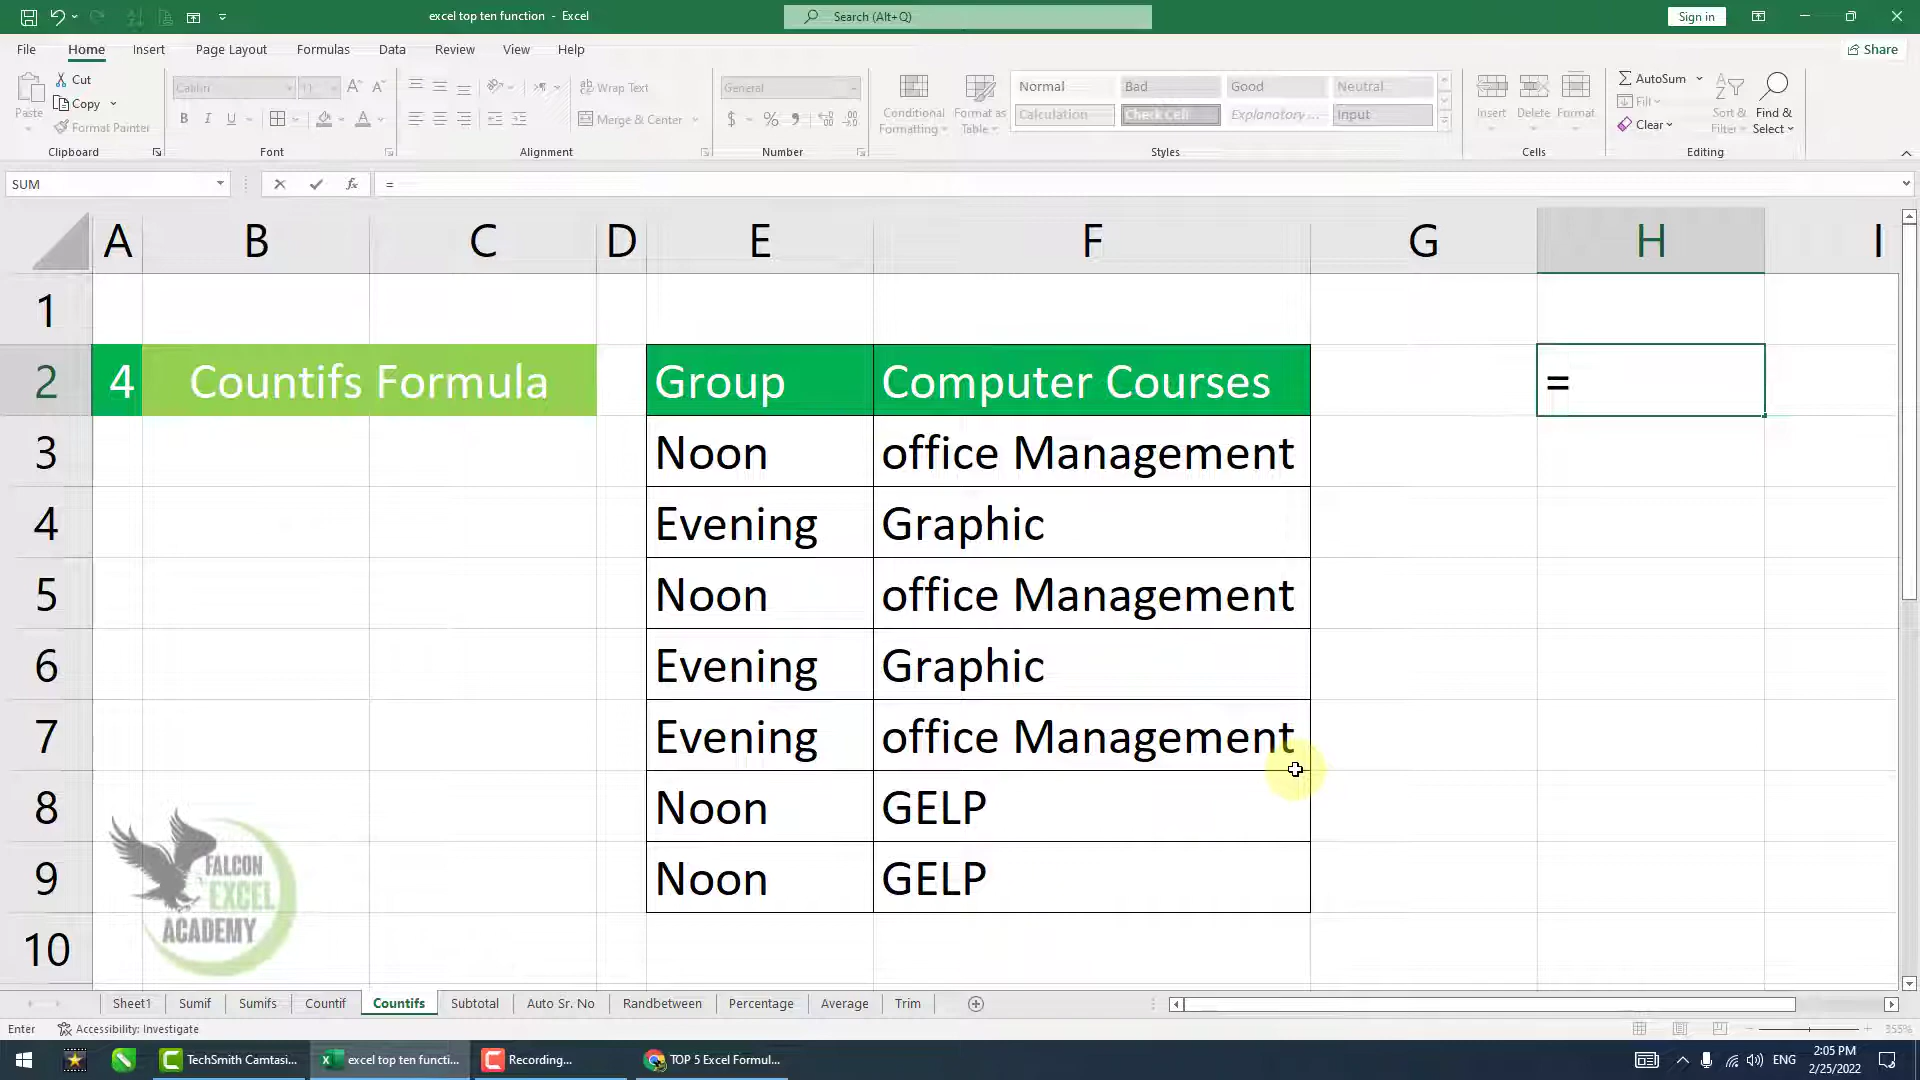 excel top ten function - Excel
Search (Alt+Q)
Sign in
File Home Insert Page Layout Formulas Data Review View Help
Share
Paste
Cut
Copy
Format Painter
Clipboard
Calibri 11
B I U
Font
Wrap Text
Merge & Center
Alignment
General
$ % 9
Number
Conditional Formatting
Format as Table
Normal Bad Good Neutral
Calculation Check Cell Explanatory ... Input
Styles
Insert Delete Format
Cells
AutoSum
Fill
Clear
Sort & Filter
Find & Select
Editing
SUM fx =
A B C D E F G H I
1
2 4 Countifs Formula Group Computer Courses =
3 Noon office Management
4 Evening Graphic
5 Noon office Management
6 Evening Graphic
7 Evening office Management
8 Noon GELP
9 Noon GELP
10
FALCON
EXCEL
ACADEMY
Sheet1 Sumif Sumifs Countif Countifs Subtotal Auto Sr. No Randbetween Percentage Average Trim
Enter Accessibility: Investigate 355%
TechSmith Camtasi... excel top ten functi... Recording... TOP 5 Excel Formul... ENG
2:05 PM
2/25/2022